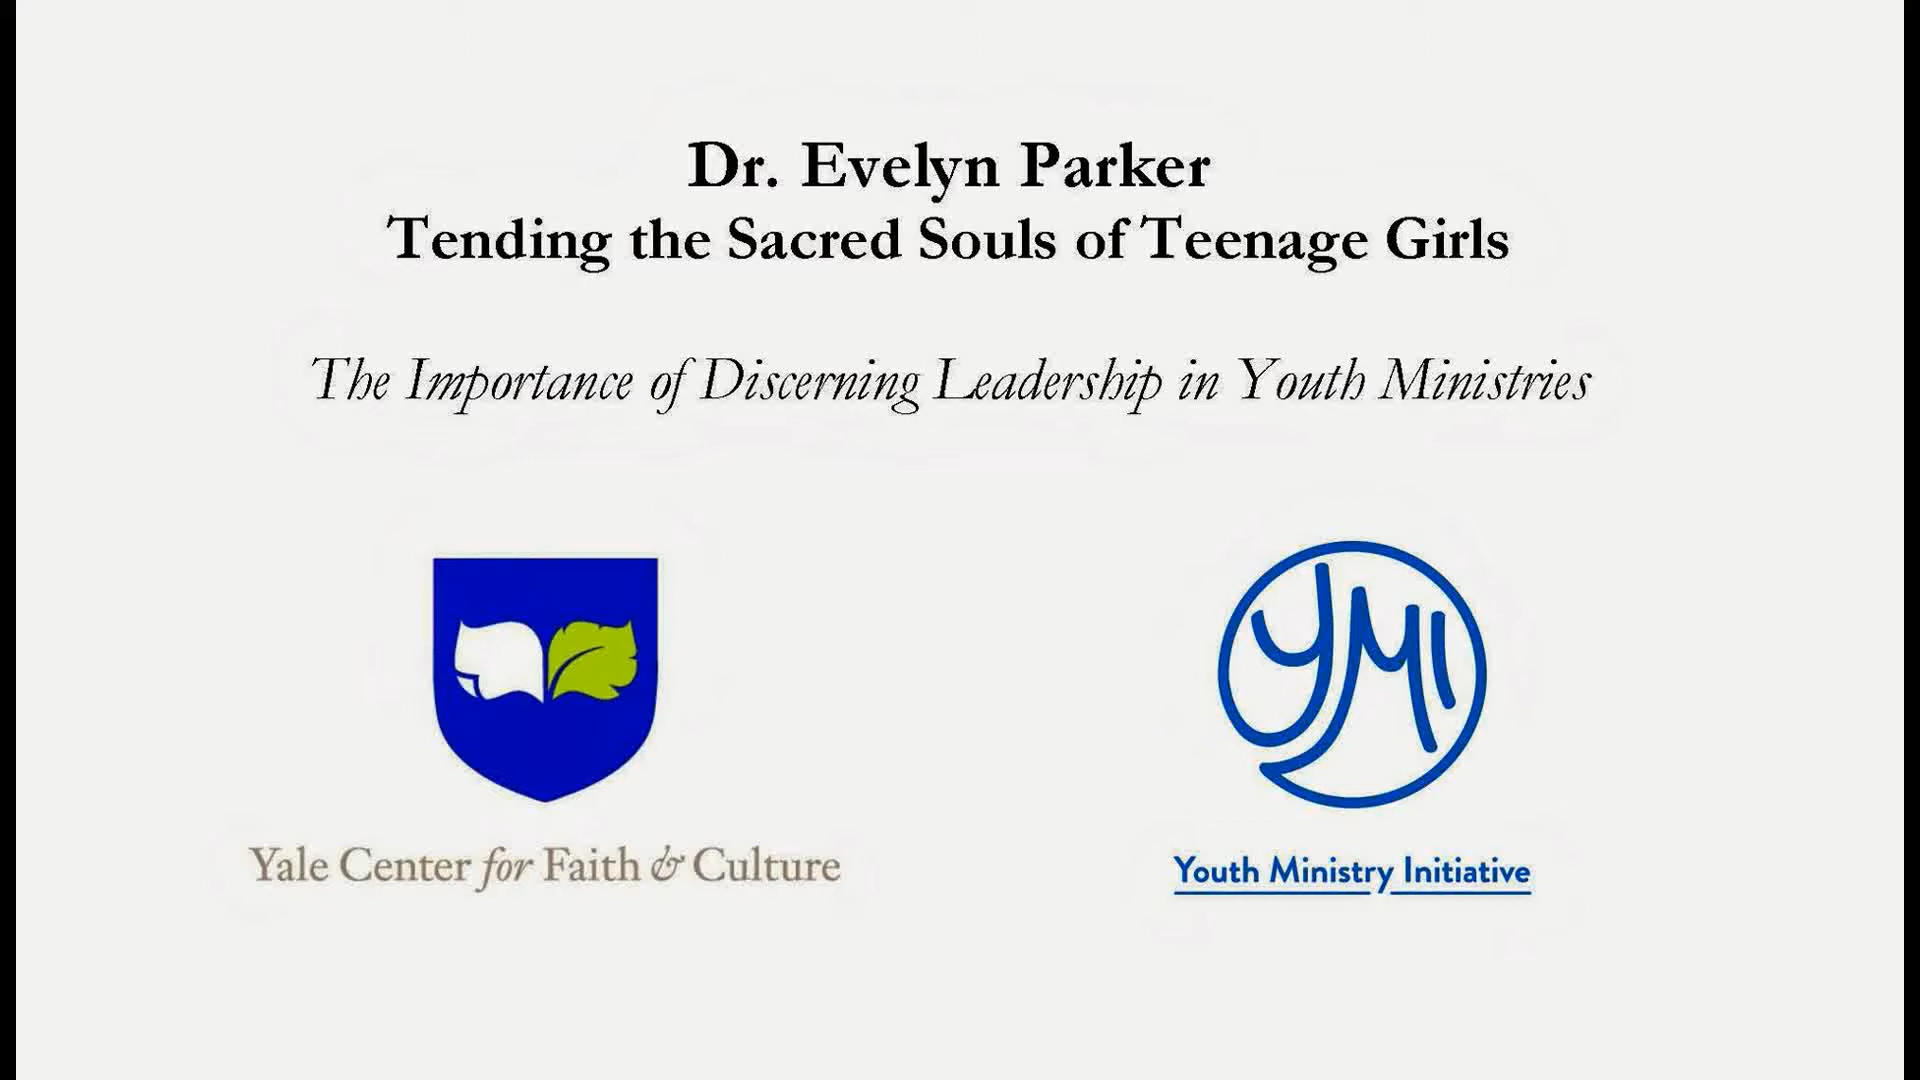 Dr. Evelyn Parker
Tending the Sacred Souls of Teenage Girls
The Importance of Discerning Leadership in Youth Ministries
YMI
Yale Center for Faith & Culture
Youth Ministry Initiative